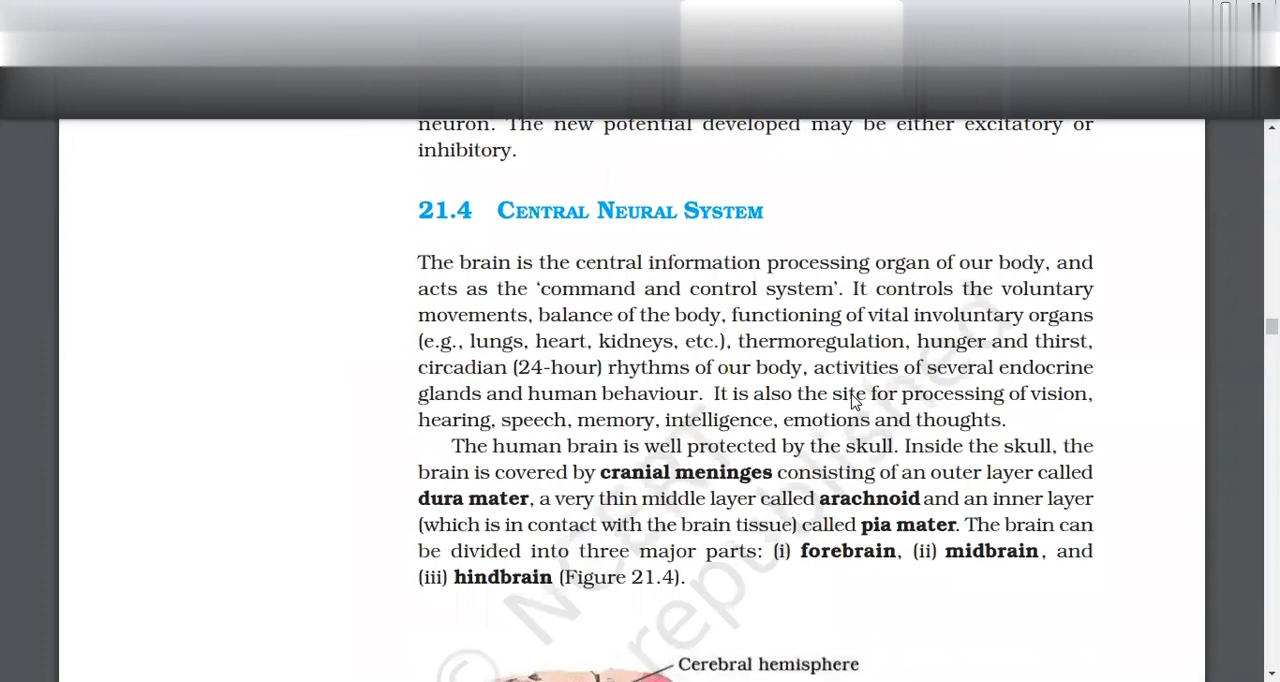 neuron. The new potential developed may be either excitatory or
inhibitory.
21.4 CENTRAL NEURAL SYSTEM
The brain is the central information processing organ of our body, and
acts as the ‘command and control system’. It controls the voluntary
movements, balance of the body, functioning of vital involuntary organs
(e.g., lungs, heart, kidneys, etc.), thermoregulation, hunger and thirst,
circadian (24-hour) rhythms of our body, activities of several endocrine
glands and human behaviour. It is also the site for processing of vision,
hearing, speech, memory, intelligence, emotions and thoughts.
The human brain is well protected by the skull. Inside the skull, the
brain is covered by cranial meninges consisting of an outer layer called
dura mater, a very thin middle layer called arachnoid and an inner layer
(which is in contact with the brain tissue) called pia mater. The brain can
be divided into three major parts: (i) forebrain, (ii) midbrain, and
(iii) hindbrain (Figure 21.4).
© NCERT
republished
Cerebral hemisphere